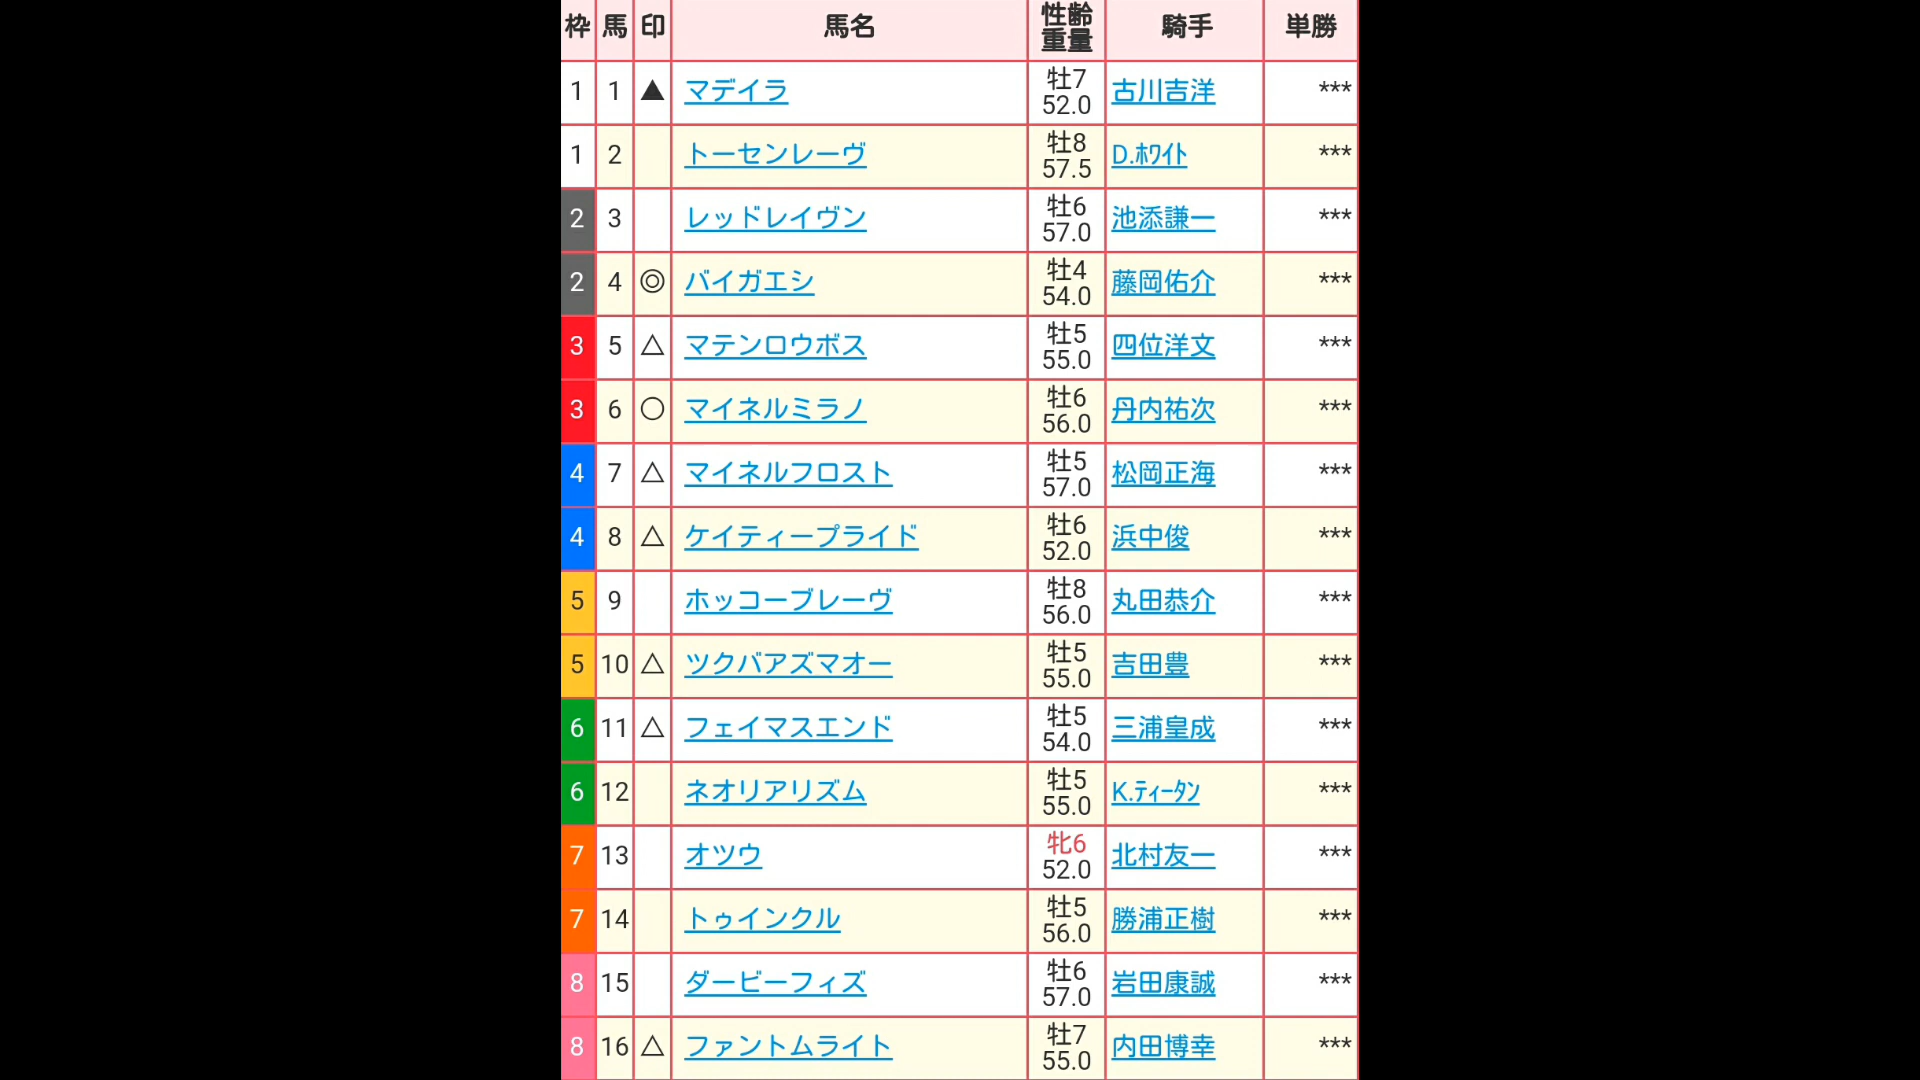 枠 馬 印 馬名 性齢重量 騎手 単勝
1 1 ▲ マデイラ 牡7 52.0 古川吉洋 ***
1 2 トーセンレーヴ 牡8 57.5 D.ﾎﾜｲﾄ ***
2 3 レッドレイヴン 牡6 57.0 池添謙一 ***
2 4 ◎ バイガエシ 牡4 54.0 藤岡佑介 ***
3 5 △ マテンロウボス 牡5 55.0 四位洋文 ***
3 6 ○ マイネルミラノ 牡6 56.0 丹内祐次 ***
4 7 △ マイネルフロスト 牡5 57.0 松岡正海 ***
4 8 △ ケイティープライド 牡6 52.0 浜中俊 ***
5 9 ホッコーブレーヴ 牡8 56.0 丸田恭介 ***
5 10 △ ツクバアズマオー 牡5 55.0 吉田豊 ***
6 11 △ フェイマスエンド 牡5 54.0 三浦皇成 ***
6 12 ネオリアリズム 牡5 55.0 K.ﾃｨｰﾀﾝ ***
7 13 オツウ 牝6 52.0 北村友一 ***
7 14 トゥインクル 牡5 56.0 勝浦正樹 ***
8 15 ダービーフィズ 牡6 57.0 岩田康誠 ***
8 16 △ ファントムライト 牡7 55.0 内田博幸 ***